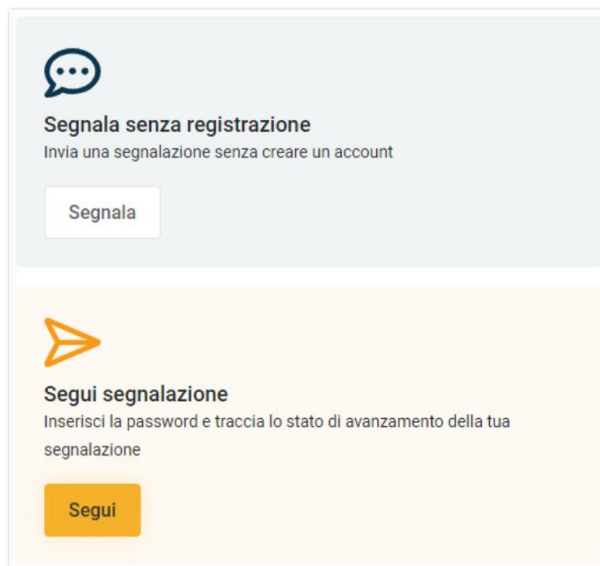 Segnala senza registrazione
Invia una segnalazione senza creare un account
Segnala
Segui segnalazione
Inserisci la password e traccia lo stato di avanzamento della tua
segnalazione
Segui